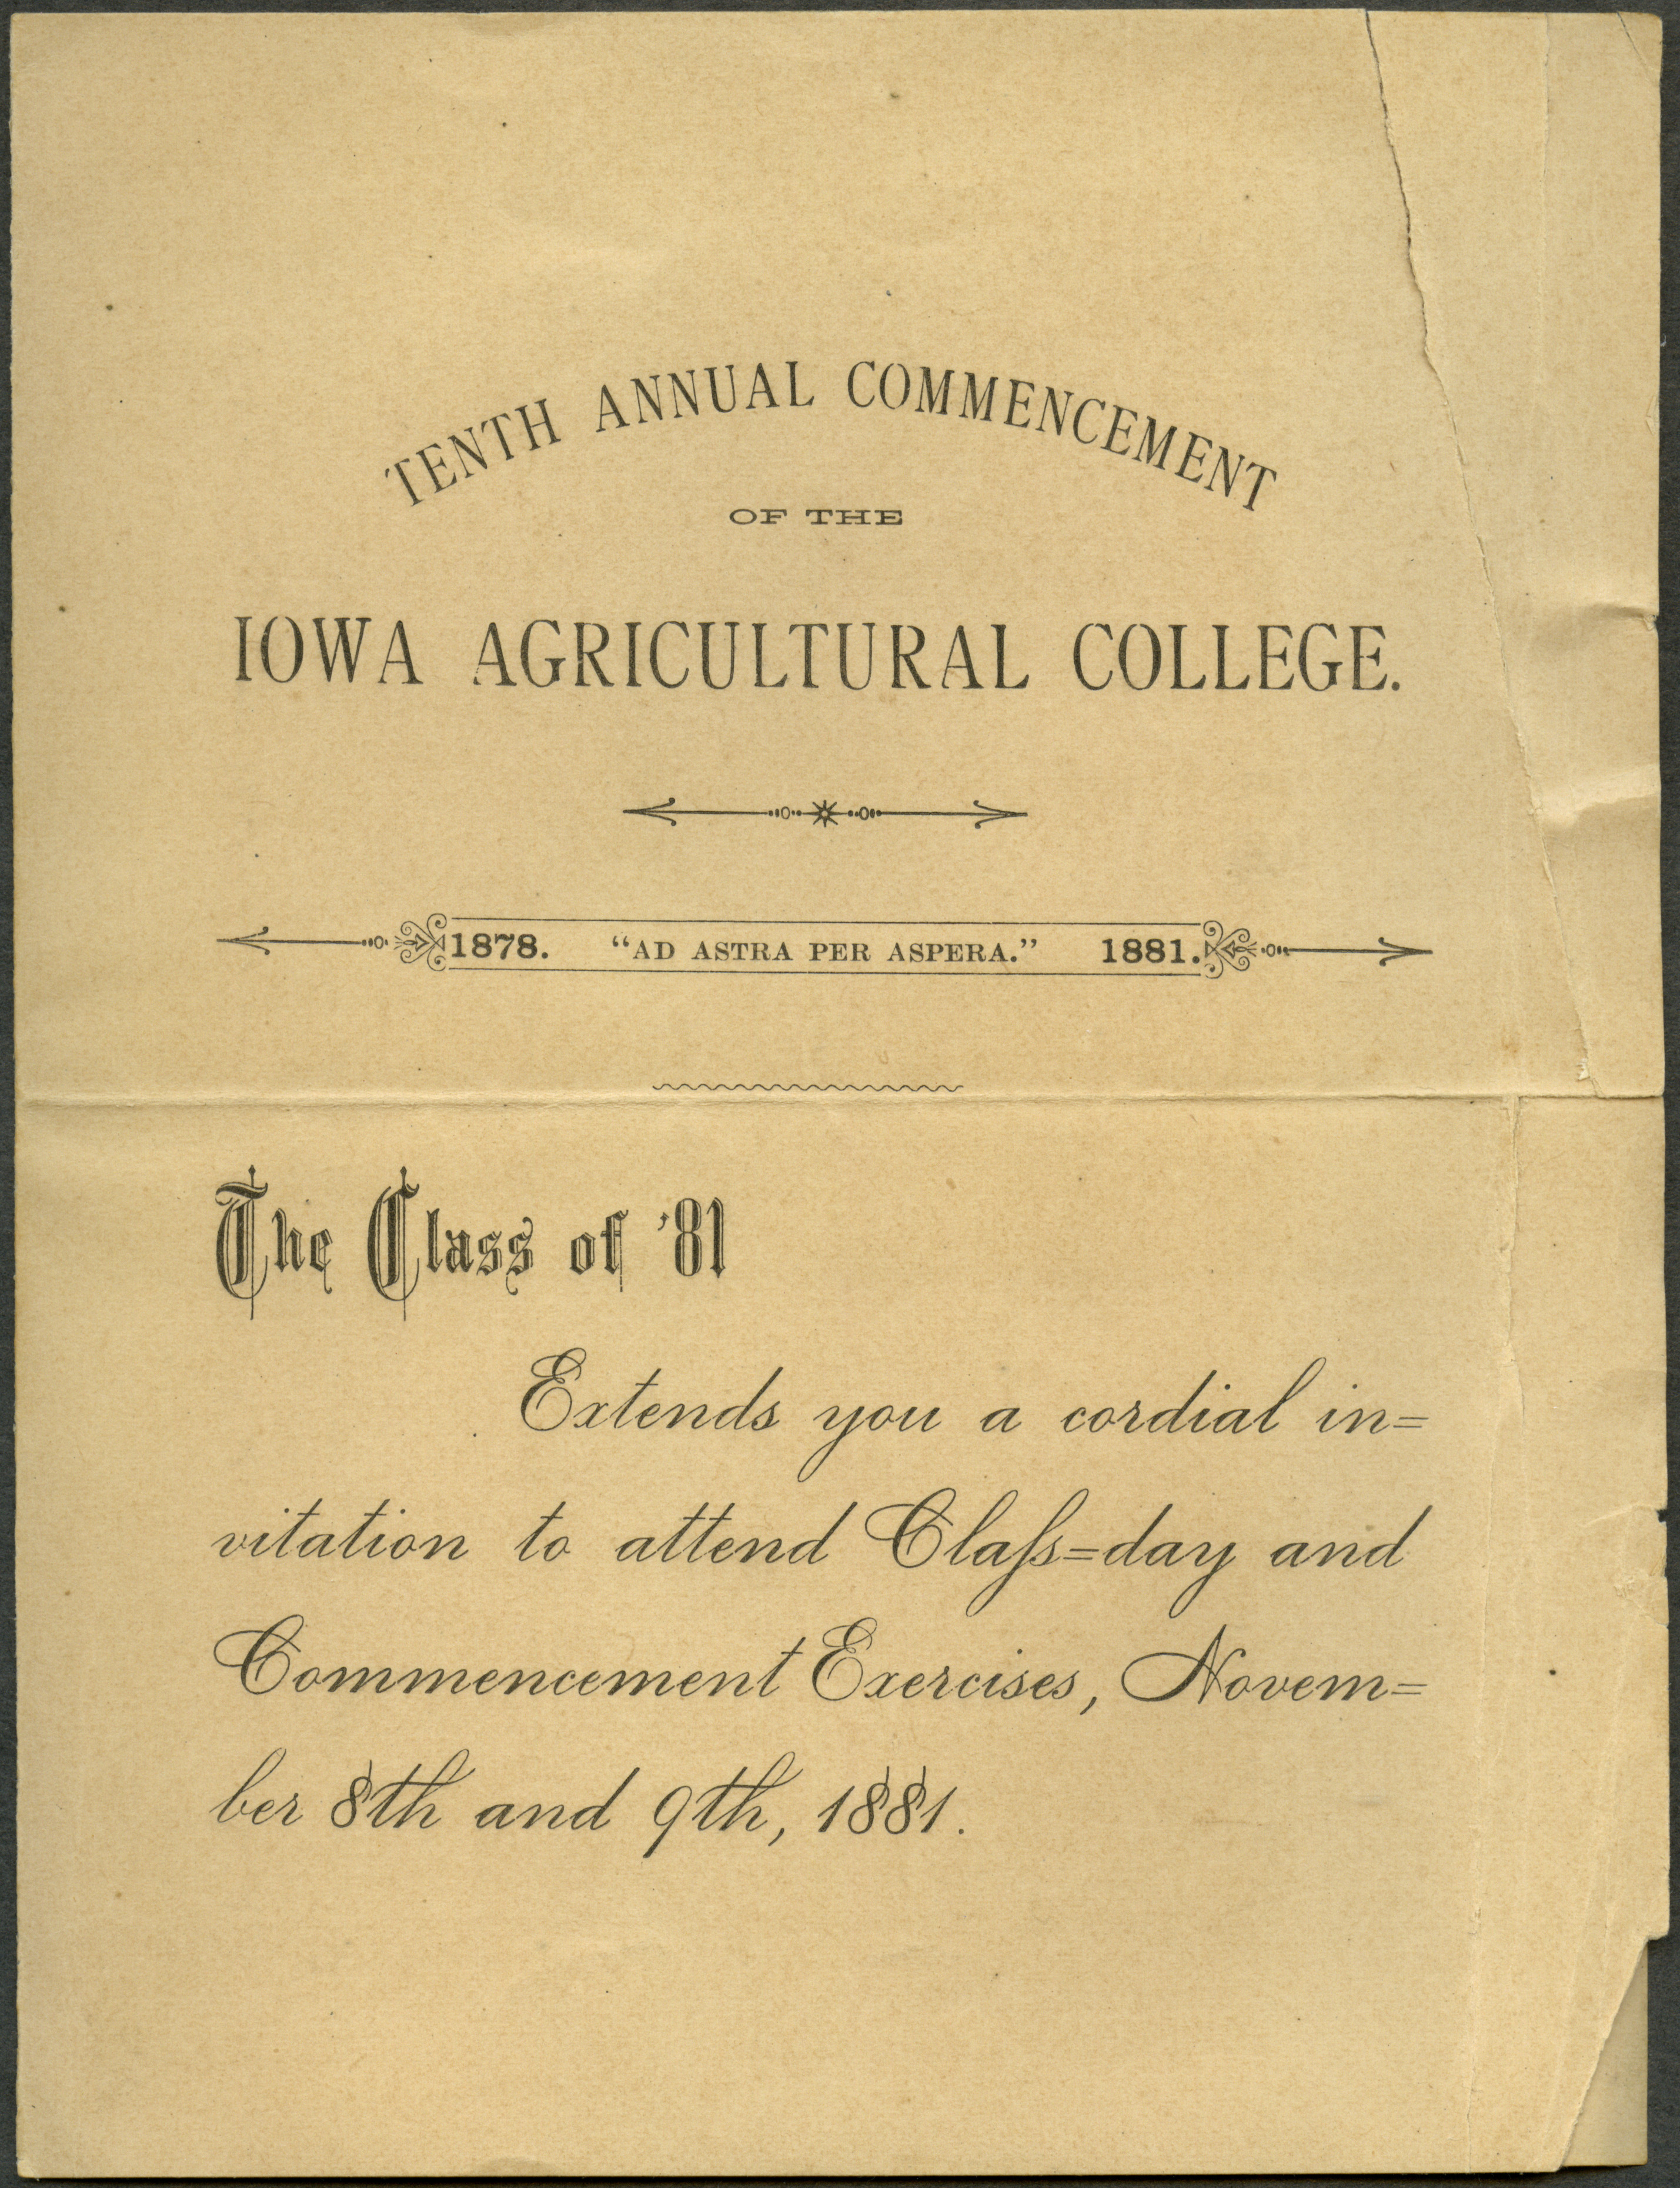 TENTH ANNUAL COMMENCEMENT
OF THE
IOWA AGRICULTURAL COLLEGE.
1878. “AD ASTRA PER ASPERA.” 1881.
The Class of '81
Extends you a cordial in=
vitation to attend Claſs=day and
Commencement Exercises, Novem=
ber 8th and 9th, 1881.